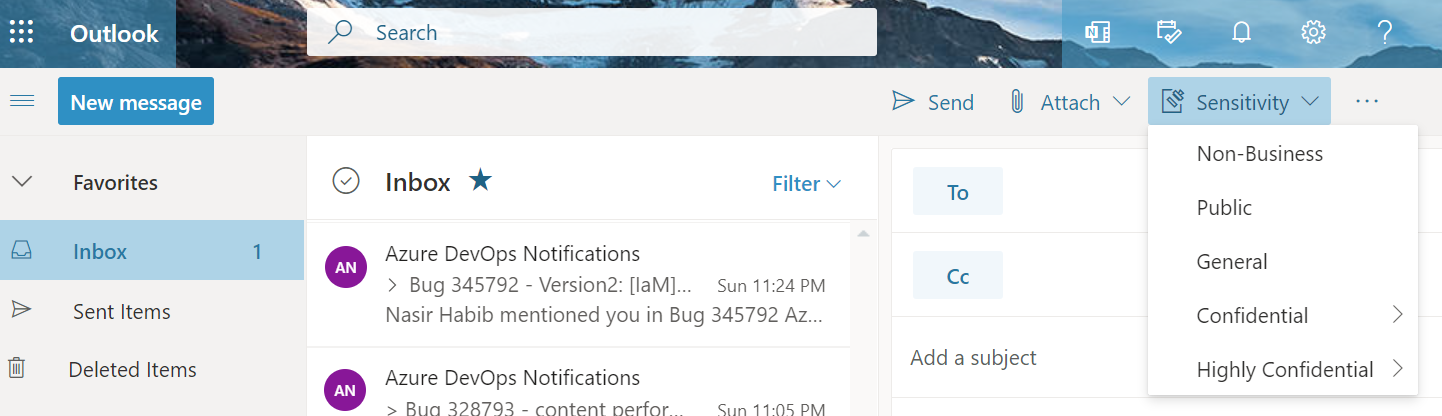 Outlook
Search
New message
Send
Attach
Sensitivity
...
Non-Business
Public
General
Confidential
Highly Confidential
Favorites
Inbox 1
Sent Items
Deleted Items
Inbox
Filter
AN
Azure DevOps Notifications
> Bug 345792 - Version2: [IaM]... Sun 11:24 PM
Nasir Habib mentioned you in Bug 345792 Az...
AN
Azure DevOps Notifications
> Bug 328793 - content perfor... Sun 11:05 PM
To
Cc
Add a subject